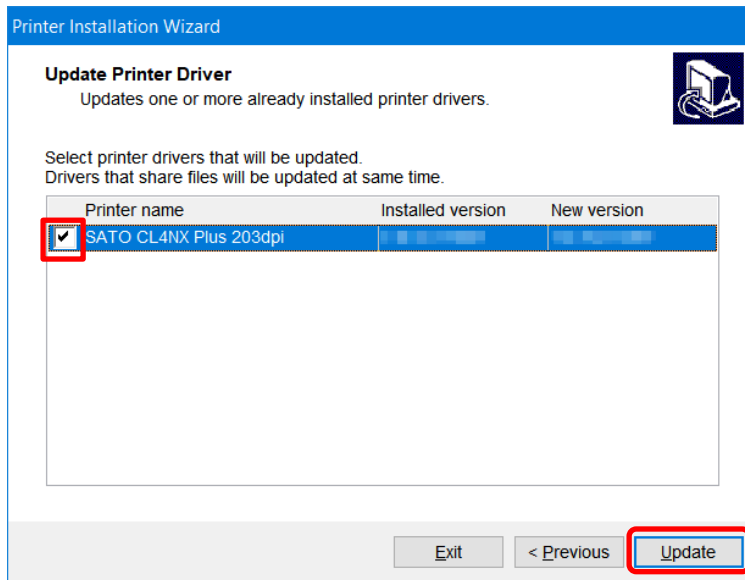 Printer Installation Wizard
Update Printer Driver
Updates one or more already installed printer drivers.
Select printer drivers that will be updated.
Drivers that share files will be updated at same time.
Printer name Installed version New version
SATO CL4NX Plus 203dpi
Exit < Previous Update